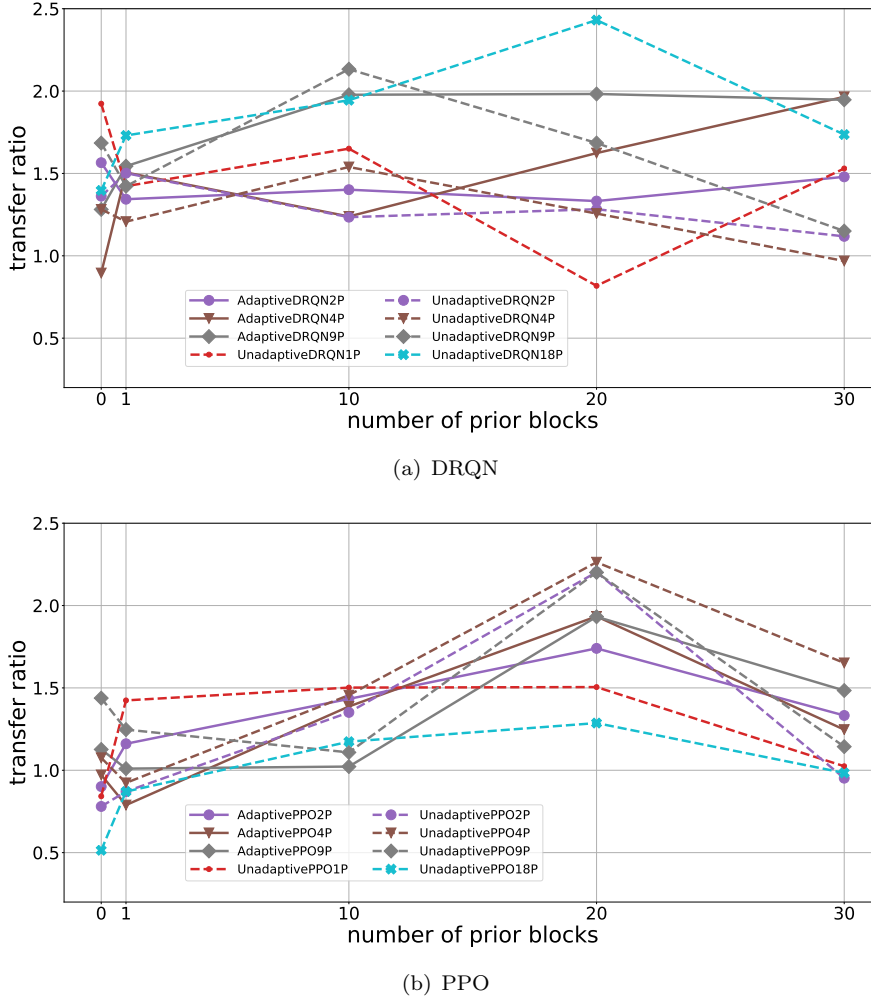 2.5
2.0
1.5
1.0
0.5
transfer ratio
AdaptiveDRQN2P
AdaptiveDRQN4P
AdaptiveDRQN9P
UnadaptiveDRQN1P
UnadaptiveDRQN2P
UnadaptiveDRQN4P
UnadaptiveDRQN9P
UnadaptiveDRQN18P
0 1 10 20 30
number of prior blocks
(a) DRQN
2.5
2.0
1.5
1.0
0.5
transfer ratio
AdaptivePPO2P
AdaptivePPO4P
AdaptivePPO9P
UnadaptivePPO1P
UnadaptivePPO2P
UnadaptivePPO4P
UnadaptivePPO9P
UnadaptivePPO18P
0 1 10 20 30
number of prior blocks
(b) PPO